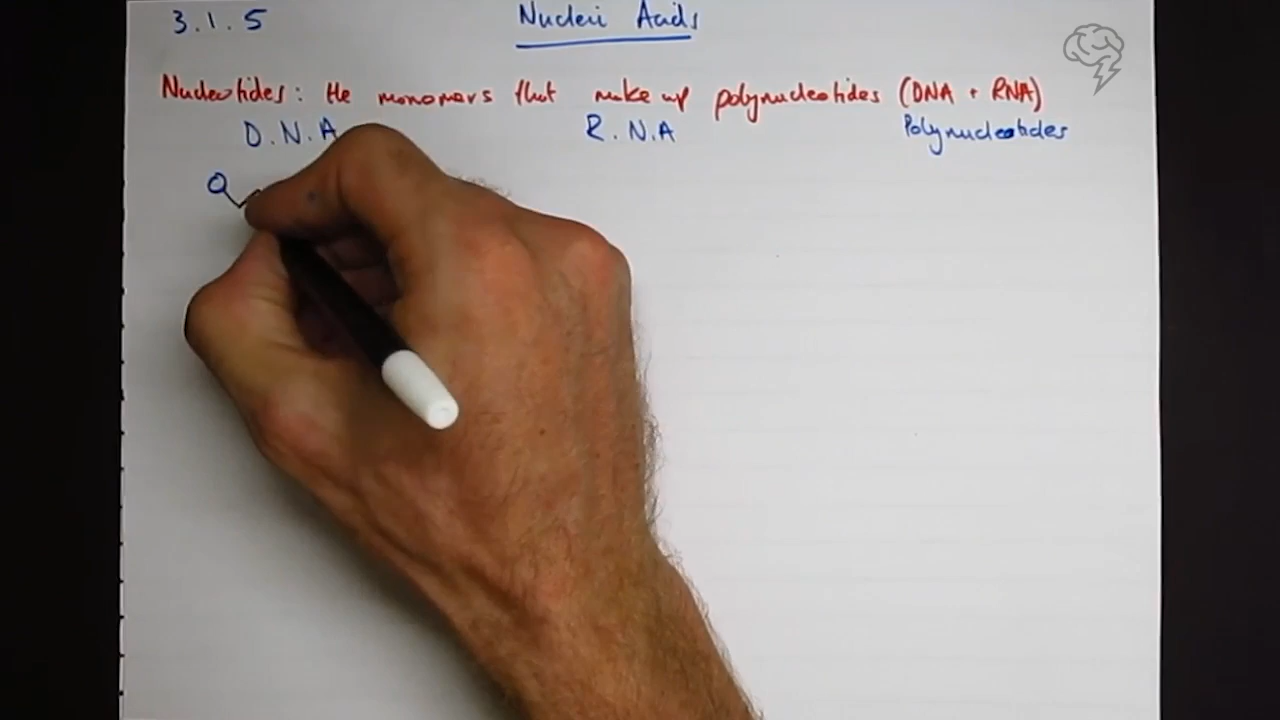 3.1.5 Nucleic Acids
Nucleotides: the monomers that make up polynucleotides (DNA + RNA)
D.N.A R.N.A Polynucleotides